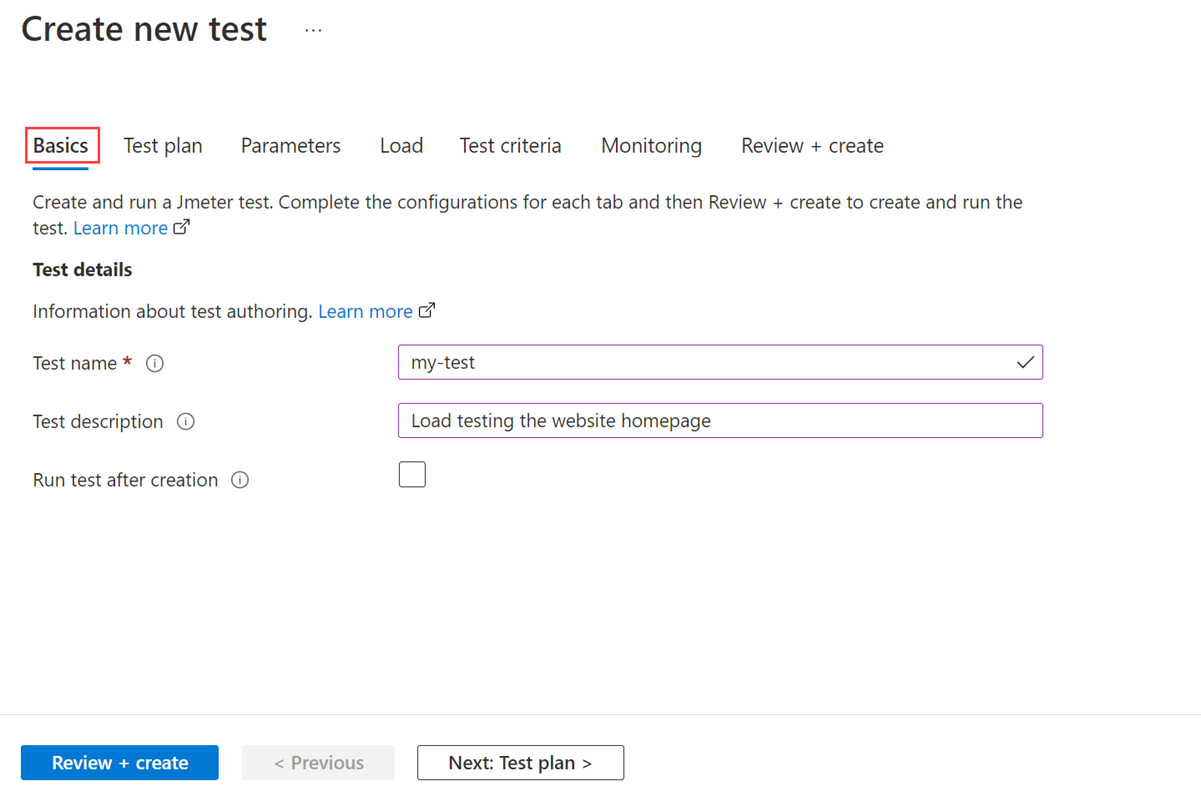 Create new test ...
Basics Test plan Parameters Load Test criteria Monitoring Review + create
Create and run a Jmeter test. Complete the configurations for each tab and then Review + create to create and run the
test. Learn more
Test details
Information about test authoring. Learn more
Test name * my-test
Test description Load testing the website homepage
Run test after creation
Review + create < Previous Next: Test plan >